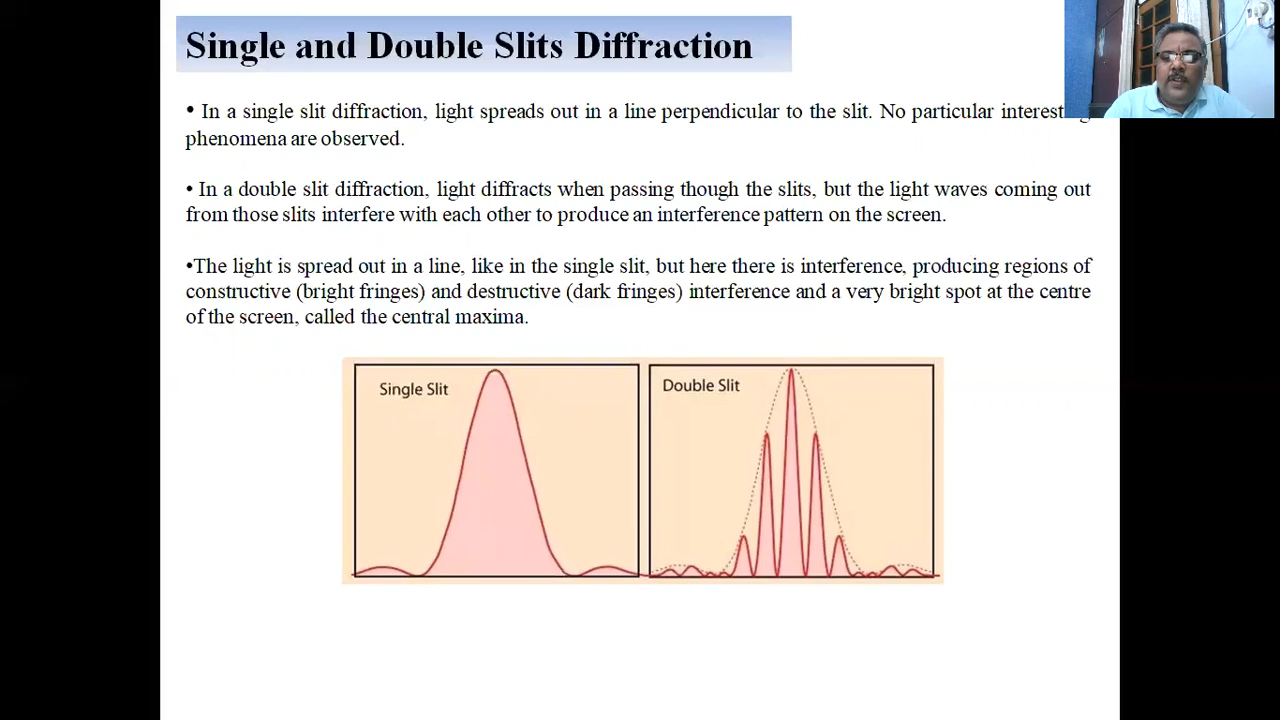 Single and Double Slits Diffraction
• In a single slit diffraction, light spreads out in a line perpendicular to the slit. No particular
phenomena are observed.
• In a double slit diffraction, light diffracts when passing though the slits, but the light waves coming out
from those slits interfere with each other to produce an interference pattern on the screen.
•The light is spread out in a line, like in the single slit, but here there is interference, producing regions of
constructive (bright fringes) and destructive (dark fringes) interference and a very bright spot at the centre
of the screen, called the central maxima.
Single Slit
Double Slit